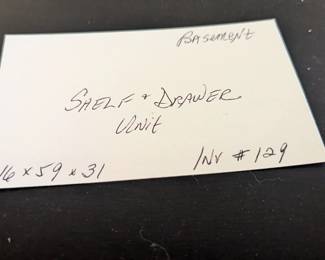 Basement
Shelf & Drawer
Unit
16 x 59 x 31
Inv # 129